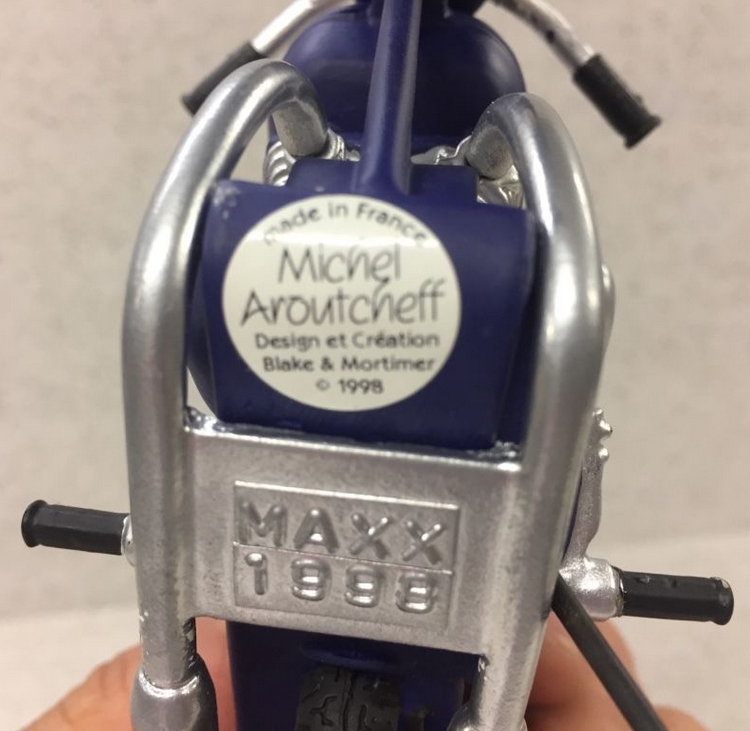 made in France
Michel
Aroutcheff
Design et Création
Blake & Mortimer
© 1998
MAXX
1998